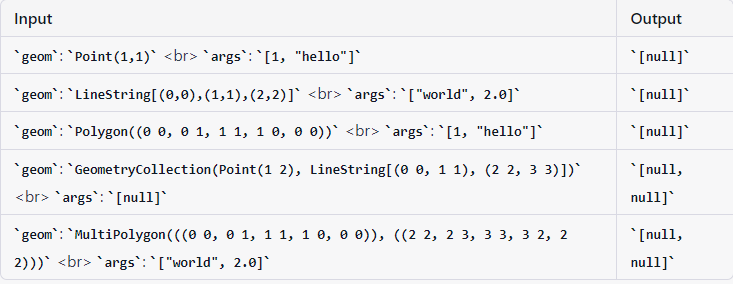 Input Output
`geom`: `Point(1,1)` <br> `args`: `[1, "hello"]` `[null]`
`geom`: `LineString[(0,0),(1,1),(2,2)]` <br> `args`: `["world", 2.0]` `[null]`
`geom`: `Polygon((0 0, 0 1, 1 1, 1 0, 0 0))` <br> `args`: `[1, "hello"]` `[null]`
`geom`: `GeometryCollection(Point(1 2), LineString[(0 0, 1 1), (2 2, 3 3)])` `[null,
<br> `args`: `[null]` null]`
`geom`: `MultiPolygon(((0 0, 0 1, 1 1, 1 0, 0 0)), ((2 2, 2 3, 3 3, 3 2, 2 `[null,
2)))` <br> `args`: `["world", 2.0]` null]`